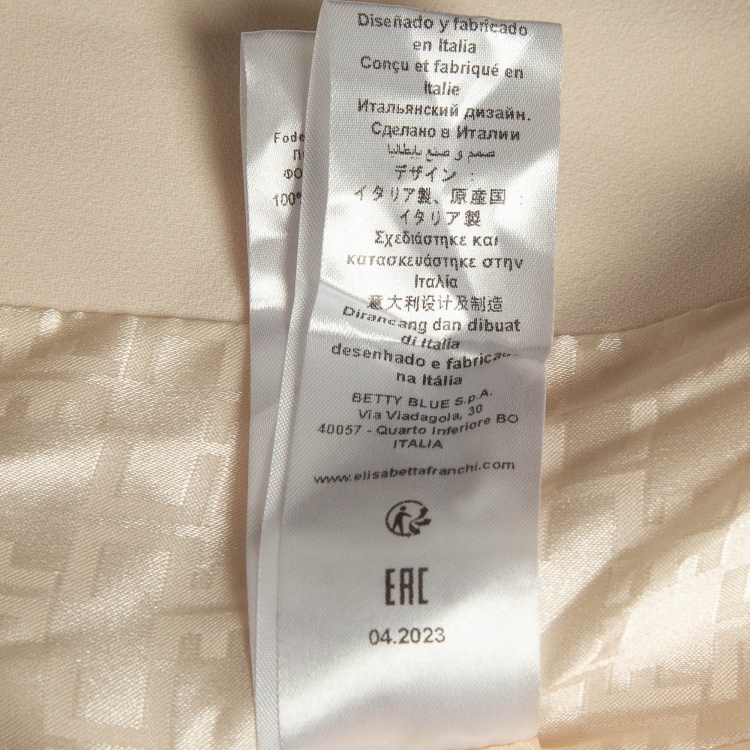 Diseñado y fabricado
en Italia
Conçu et fabriqué en
Italie
Итальянский дизайн.
Сделано в Италии
صمم و صنع بإيطاليا
デザイン :
イタリア製、原産国 :
イタリア製
Σχεδιάστηκε και
κατασκευάστηκε στην
Ιταλία
意大利设计及制造
Dirancang dan dibuat
di Italia
desenhado e fabricado
na Itália
BETTY BLUE S.p.A.
Via Viadagola, 30
40057 - Quarto Inferiore BO
ITALIA
www.elisabettafranchi.com
EAC
04.2023